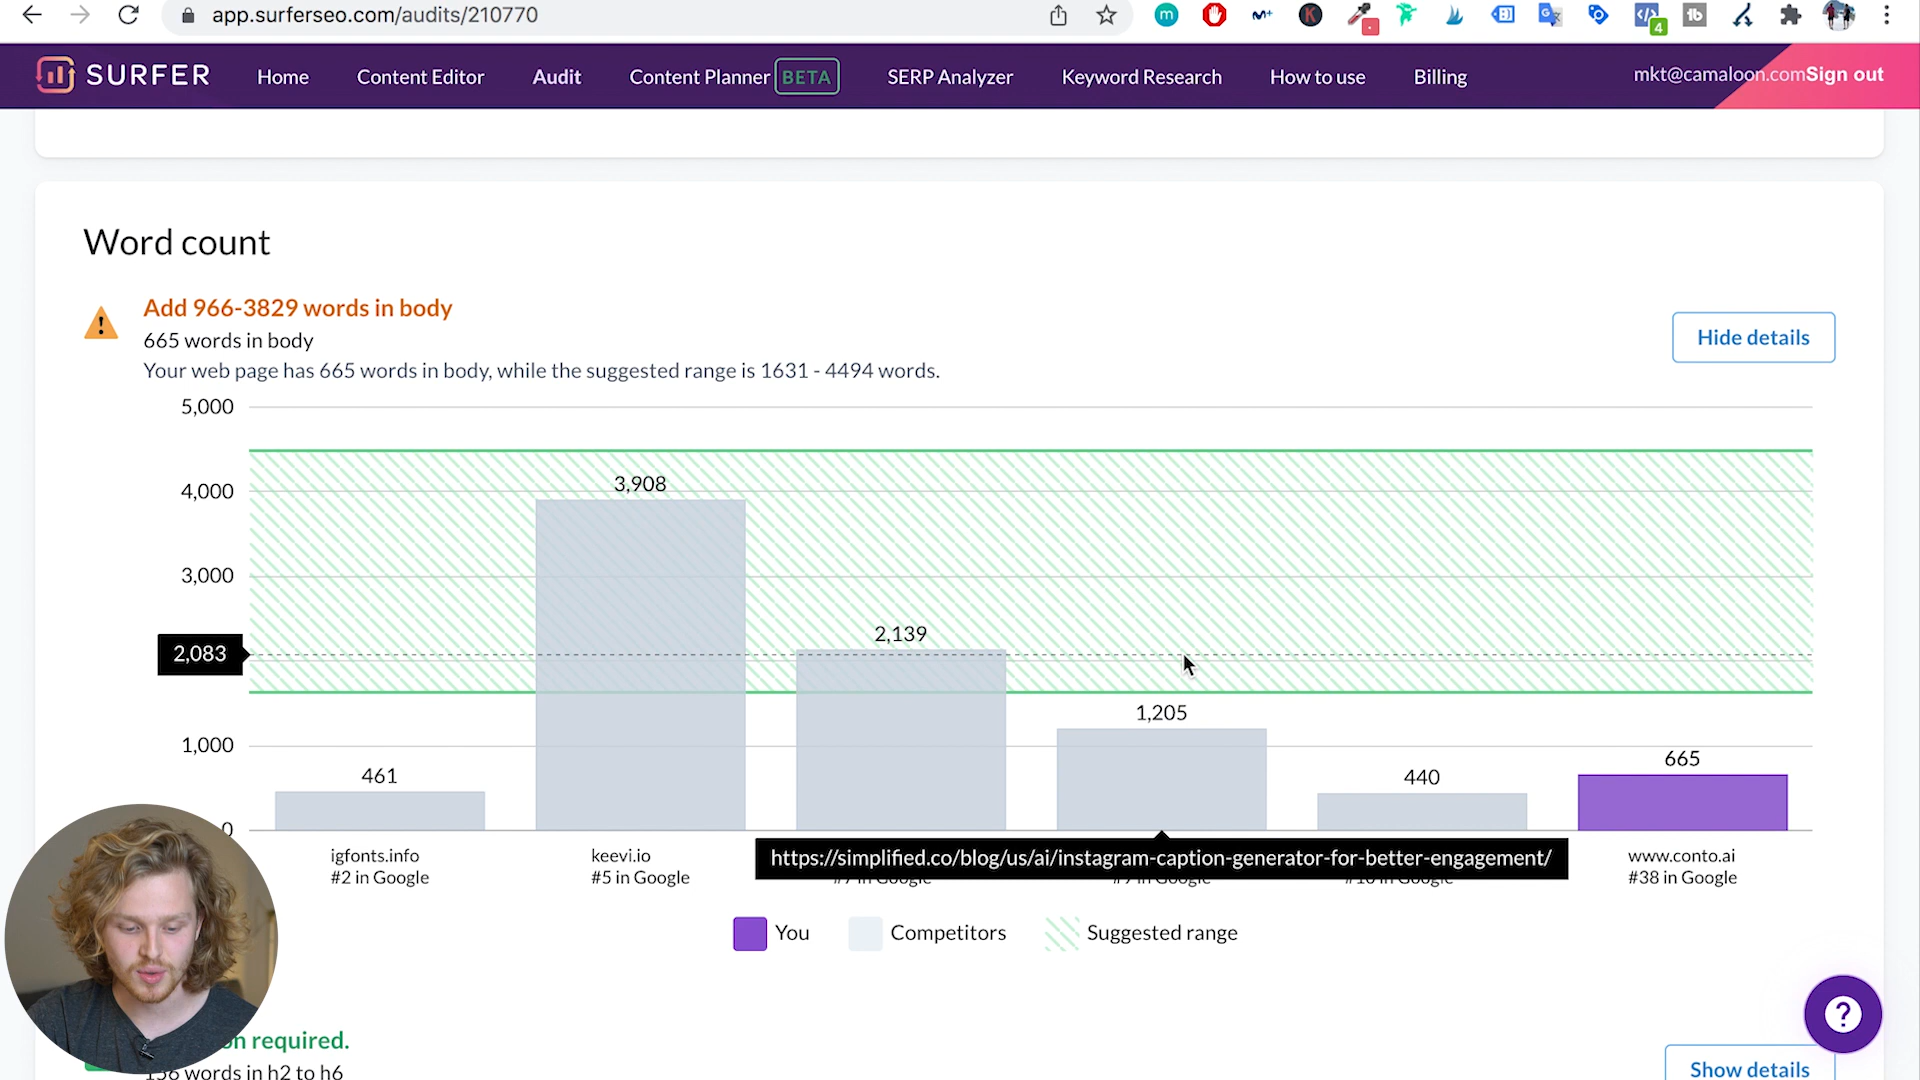 app.surferseo.com/audits/210770
4
SURFER
Home
Content Editor
Audit
Content Planner BETA
SERP Analyzer
Keyword Research
How to use
Billing
mkt@camaloon.com
Sign out
Word count
Add 966-3829 words in body
665 words in body
Your web page has 665 words in body, while the suggested range is 1631 - 4494 words.
Hide details
5,000
4,000
3,000
2,083
1,000
0
461
3,908
2,139
1,205
440
665
igfonts.info
#2 in Google
keevi.io
#5 in Google
https://simplified.co/blog/us/ai/instagram-caption-generator-for-better-engagement/
www.conto.ai
#38 in Google
You
Competitors
Suggested range
required.
words in h2 to h6
Show details